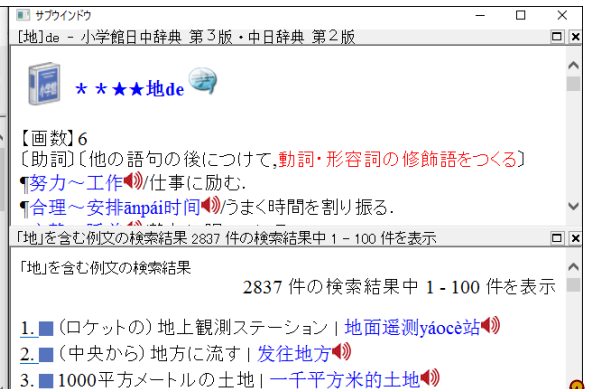 サブウインドウ
[地]de - 小学館日中辞典 第3版・中日辞典 第2版
小学館
＊＊★★地de
【画数】6
〔助詞〕〔他の語句の後につけて,動詞・形容詞の修飾語をつくる〕
¶努力～工作/仕事に励む.
¶合理～安排ānpái时间/うまく時間を割り振る.
「地」を含む例文の検索結果 2837 件の検索結果中 1 - 100 件を表示
「地」を含む例文の検索結果
2837 件の検索結果中 1 - 100 件を表示
1. ■ (ロケットの) 地上観測ステーション | 地面遥测yáocè站
2. ■ (中央から) 地方に流す | 发往地方
3. ■ 1000平方メートルの土地 | 一千平方米的土地